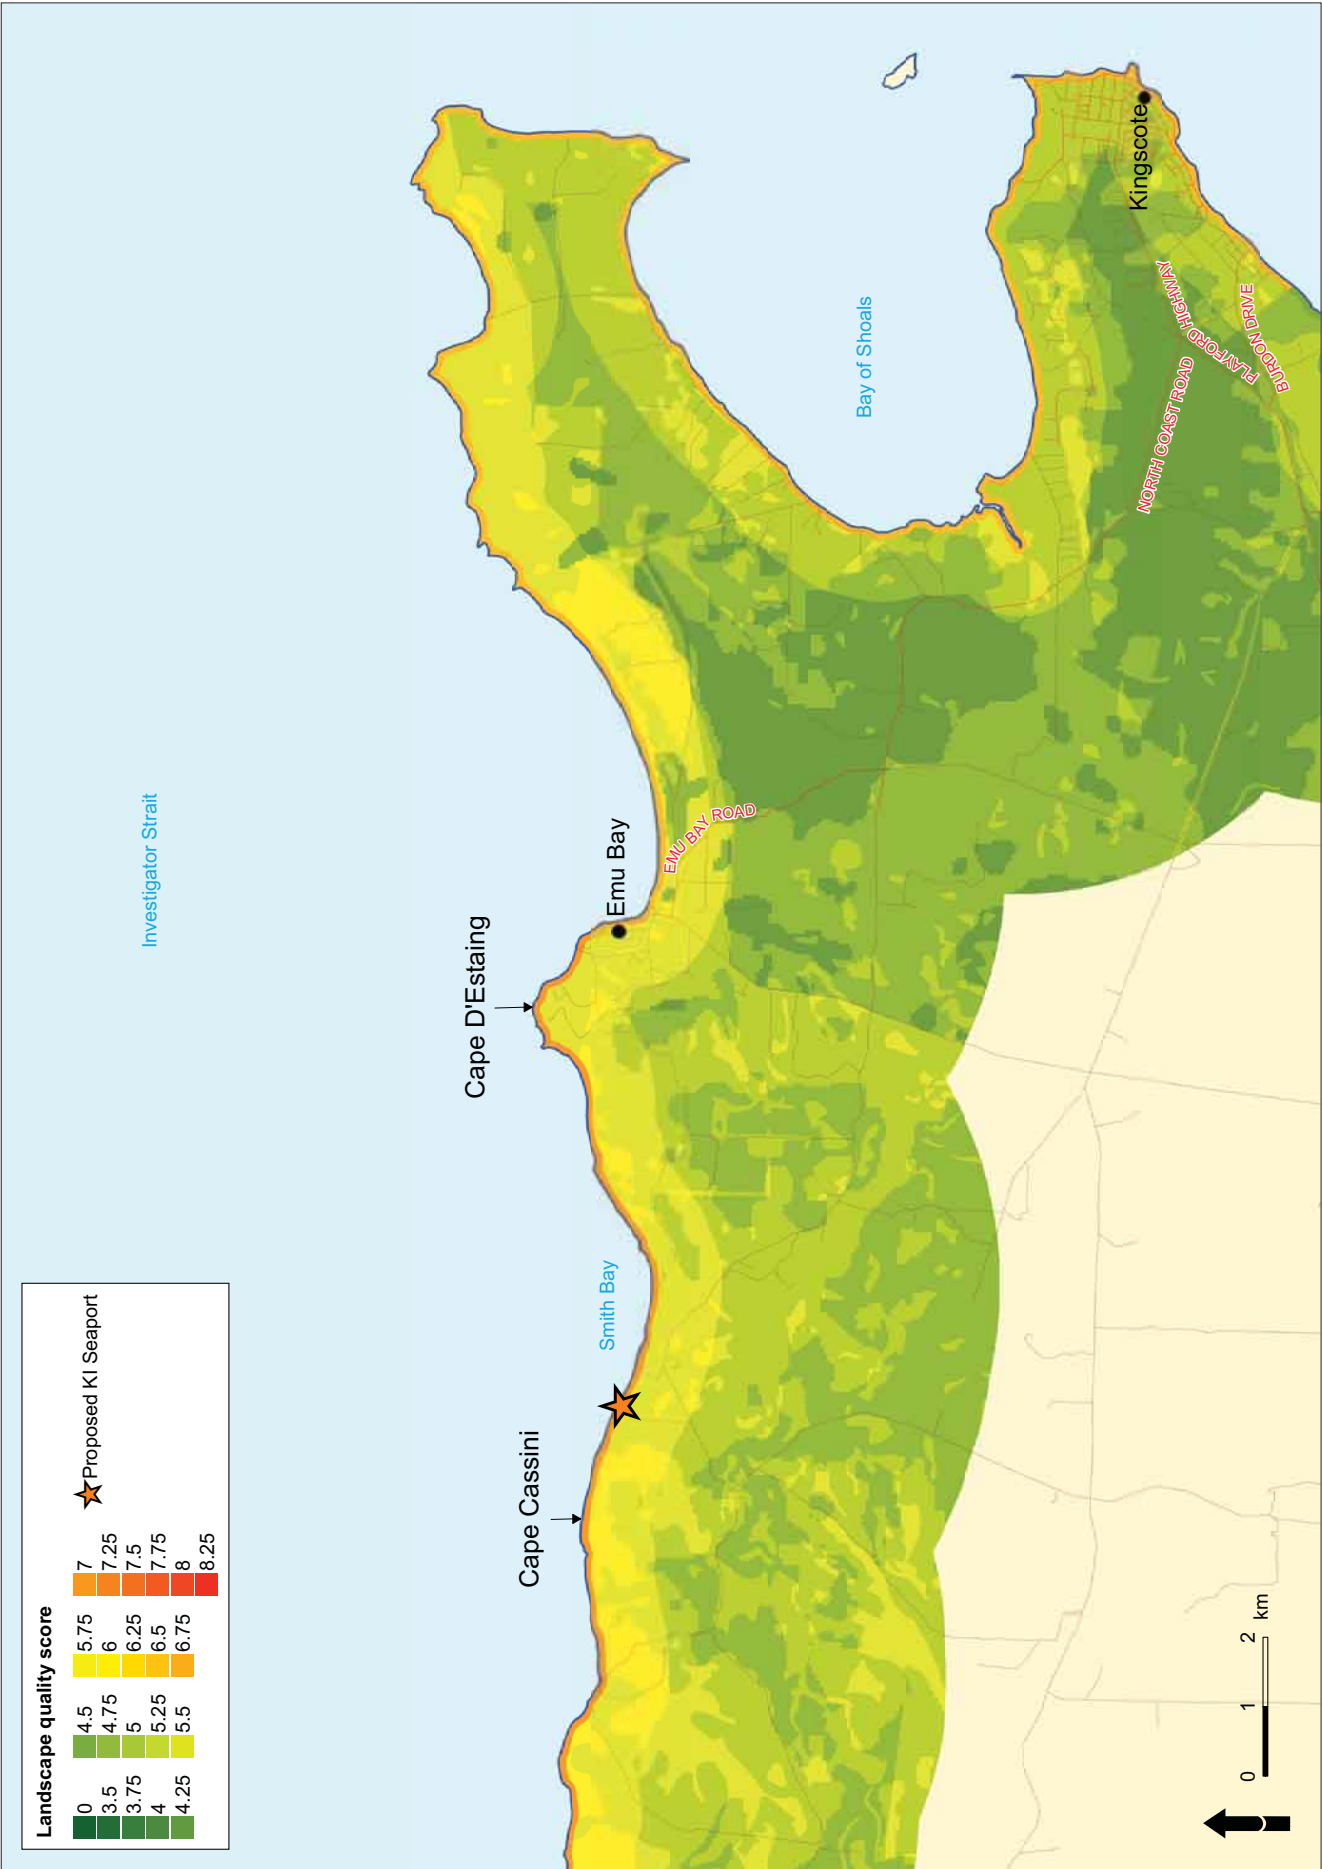 Landscape quality score
0
3.5
3.75
4
4.25
4.5
4.75
5
5.25
5.5
5.75
6
6.25
6.5
6.75
7
7.25
7.5
7.75
8
8.25
Proposed KI Seaport
Investigator Strait
Cape Cassini
Smith Bay
Cape D'Estaing
Emu Bay
EMU BAY ROAD
Bay of Shoals
Kingscote
NORTH COAST ROAD
PLAYFORD HIGHWAY
BURDON DRIVE
0 1 2
km